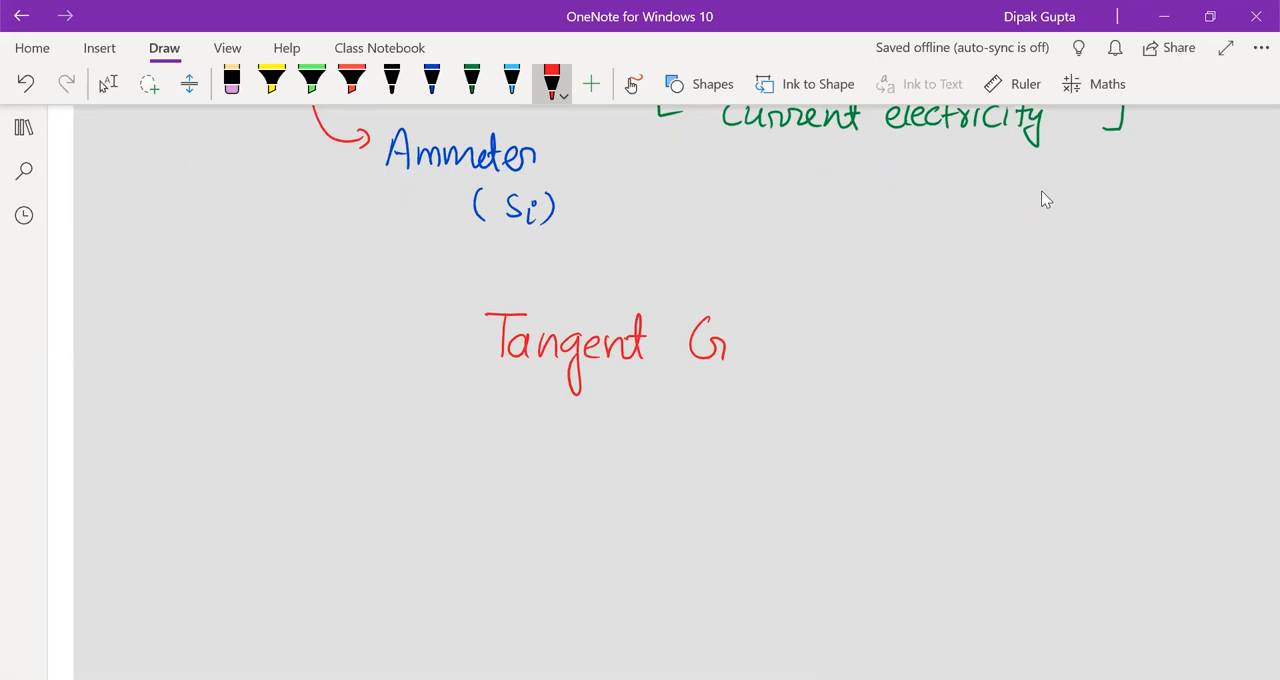 OneNote for Windows 10
Dipak Gupta
Home Insert Draw View Help Class Notebook
Saved offline (auto-sync is off) Share
Shapes Ink to Shape Ink to Text Ruler Maths
Current electricity ]
Ammeter
( Si )
Tangent G